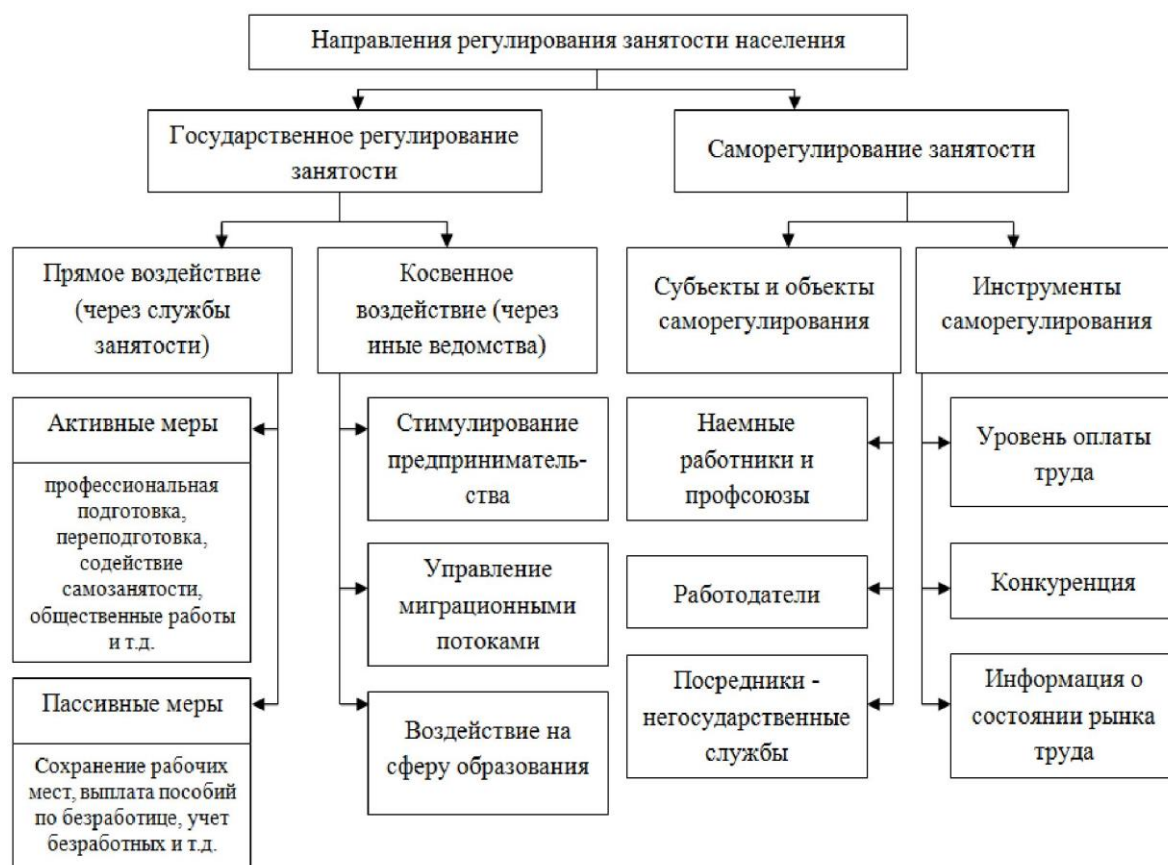 Направления регулирования занятости населения
Государственное регулирование
занятости
Саморегулирование занятости
Прямое воздействие
(через службы
занятости)
Косвенное
воздействие (через
иные ведомства)
Субъекты и объекты
саморегулирования
Инструменты
саморегулирования
Активные меры
профессиональная
подготовка,
переподготовка,
содействие
самозанятости,
общественные работы
и т.д.
Пассивные меры
Сохранение рабочих
мест, выплата пособий
по безработице, учет
безработных и т.д.
Стимулирование
предприниматель-
ства
Управление
миграционными
потоками
Воздействие на
сферу образования
Наемные
работники и
профсоюзы
Работодатели
Посредники -
негосударственные
службы
Уровень оплаты
труда
Конкуренция
Информация о
состоянии рынка
труда